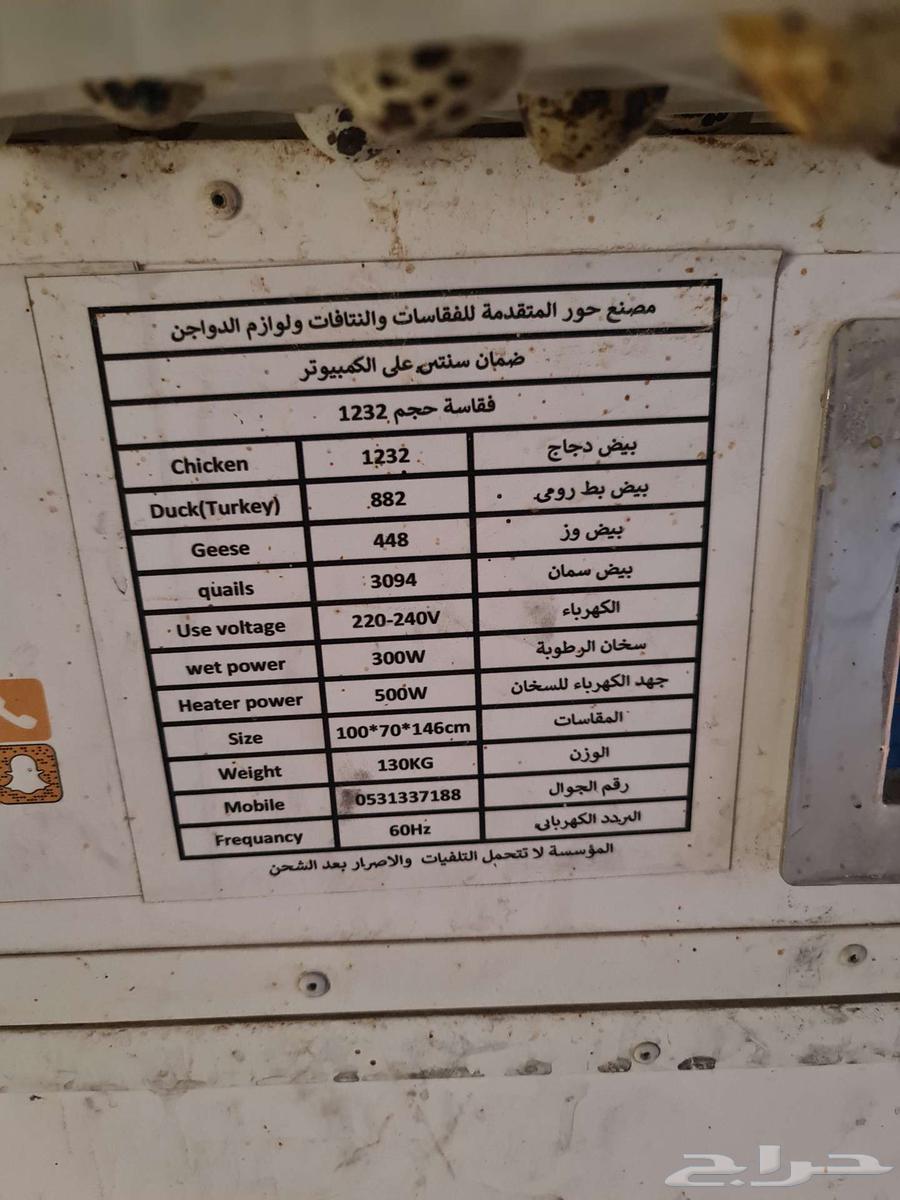 مصنع حور المتقدمة للفقاسات والنتافات ولوازم الدواجن
ضمان سنتين على الكمبيوتر
فقاسة حجم 1232
بيض دجاج 1232 Chicken
بيض بط رومي 882 Duck(Turkey)
بيض وز 448 Geese
بيض سمان 3094 quails
الكهرباء 220-240V Use voltage
سخان الرطوبة 300W wet power
جهد الكهرباء للسخان 500W Heater power
المقاسات 100*70*146cm Size
الوزن 130KG Weight
رقم الجوال 0531337188 Mobile
التردد الكهربائى 60Hz Frequancy
المؤسسة لا تتحمل التلفيات والاصرار بعد الشحن
حراج